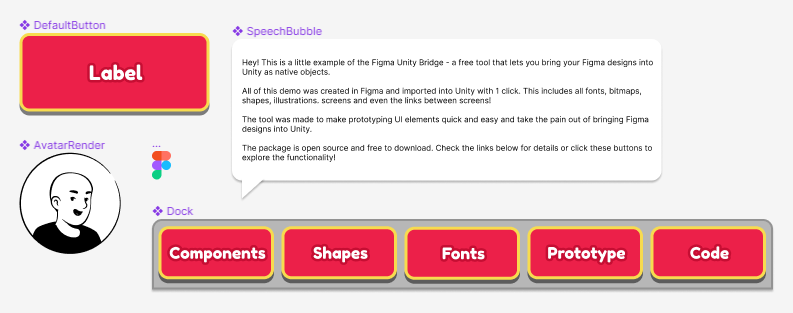 DefaultButton
Label
SpeechBubble
Hey! This is a little example of the Figma Unity Bridge - a free tool that lets you bring your Figma designs into
Unity as native objects.
All of this demo was created in Figma and imported into Unity with 1 click. This includes all fonts, bitmaps,
shapes, illustrations. screens and even the links between screens!
The tool was made to make prototyping UI elements quick and easy and take the pain out of bringing Figma
designs into Unity.
The package is open source and free to download. Check the links below for details or click these buttons to
explore the functionality!
AvatarRender
...
Dock
Components
Shapes
Fonts
Prototype
Code